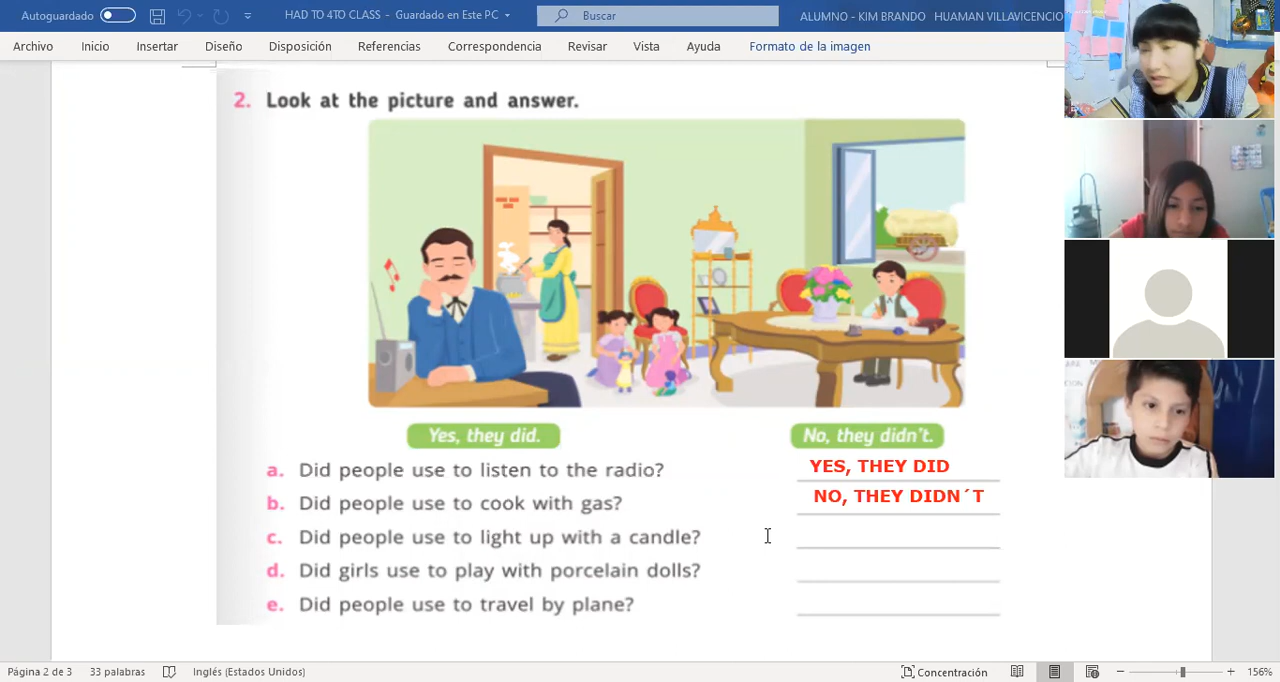 Autoguardado
HAD TO 4TO CLASS - Guardado en Este PC
Buscar
ALUMNO - KIM BRANDO HUAMAN VILLAVICENCIO
Archivo Inicio Insertar Diseño Disposición Referencias Correspondencia Revisar Vista Ayuda Formato de la imagen
2. Look at the picture and answer.
Yes, they did. No, they didn't.
a. Did people use to listen to the radio? YES, THEY DID
b. Did people use to cook with gas? NO, THEY DIDN´T
c. Did people use to light up with a candle?
d. Did girls use to play with porcelain dolls?
e. Did people use to travel by plane?
Página 2 de 3 33 palabras Inglés (Estados Unidos) Concentración 156%